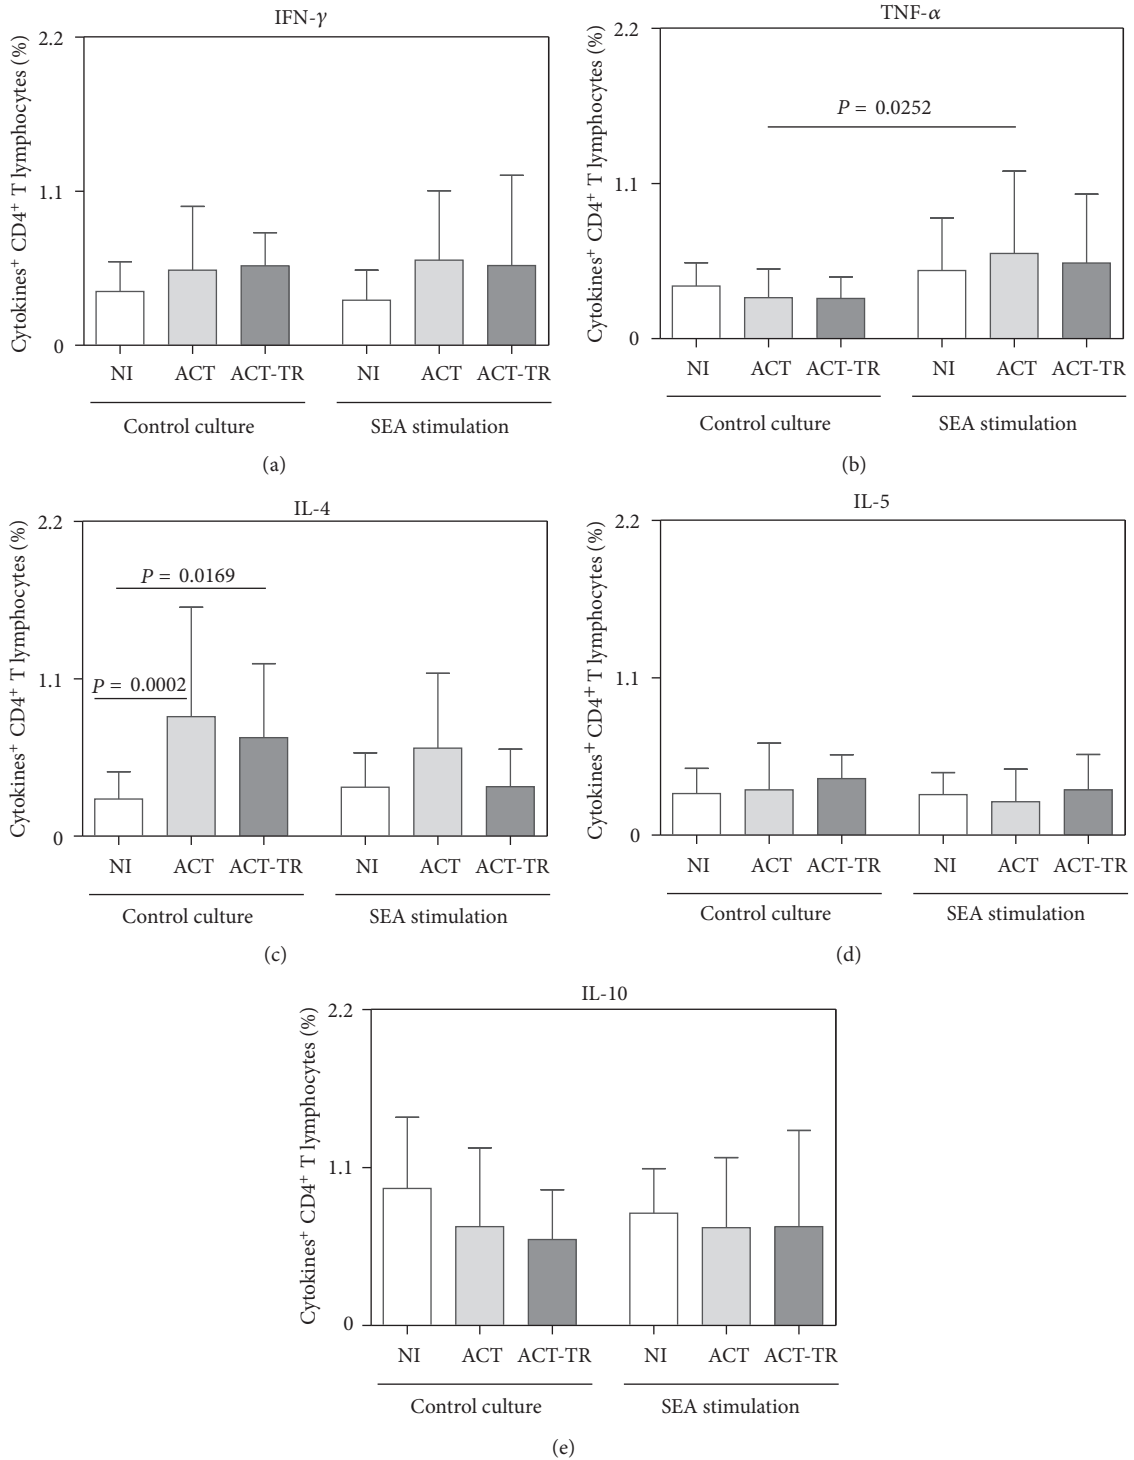 IFN-γ
Cytokines⁺ CD4⁺ T lymphocytes (%)
2.2
1.1
0
NI ACT ACT-TR NI ACT ACT-TR
Control culture SEA stimulation
(a)
TNF-α
Cytokines⁺ CD4⁺ T lymphocytes (%)
2.2
P = 0.0252
1.1
0
NI ACT ACT-TR NI ACT ACT-TR
Control culture SEA stimulation
(b)
IL-4
Cytokines⁺ CD4⁺ T lymphocytes (%)
2.2
P = 0.0169
1.1
P = 0.0002
0
NI ACT ACT-TR NI ACT ACT-TR
Control culture SEA stimulation
(c)
IL-5
Cytokines⁺ CD4⁺ T lymphocytes (%)
2.2
1.1
0
NI ACT ACT-TR NI ACT ACT-TR
Control culture SEA stimulation
(d)
IL-10
Cytokines⁺ CD4⁺ T lymphocytes (%)
2.2
1.1
0
NI ACT ACT-TR NI ACT ACT-TR
Control culture SEA stimulation
(e)